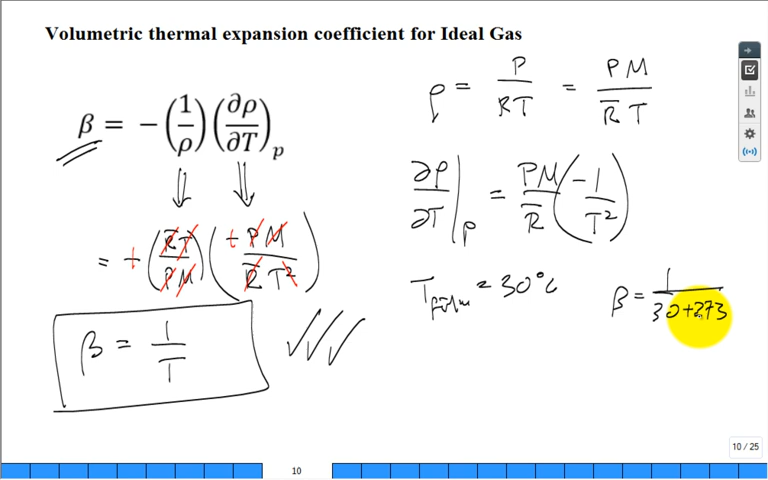 Volumetric thermal expansion coefficient for Ideal Gas
β = −(1/ρ)(∂ρ/∂T)p
= +(R̄T/PM)(+PM/R̄T²)
β = 1/T
ρ = P/RT = PM/R̄T
∂ρ/∂T|p = PM/R̄(−1/T²)
Tfilm = 30°C
β = 1/30+273
10 / 25
10